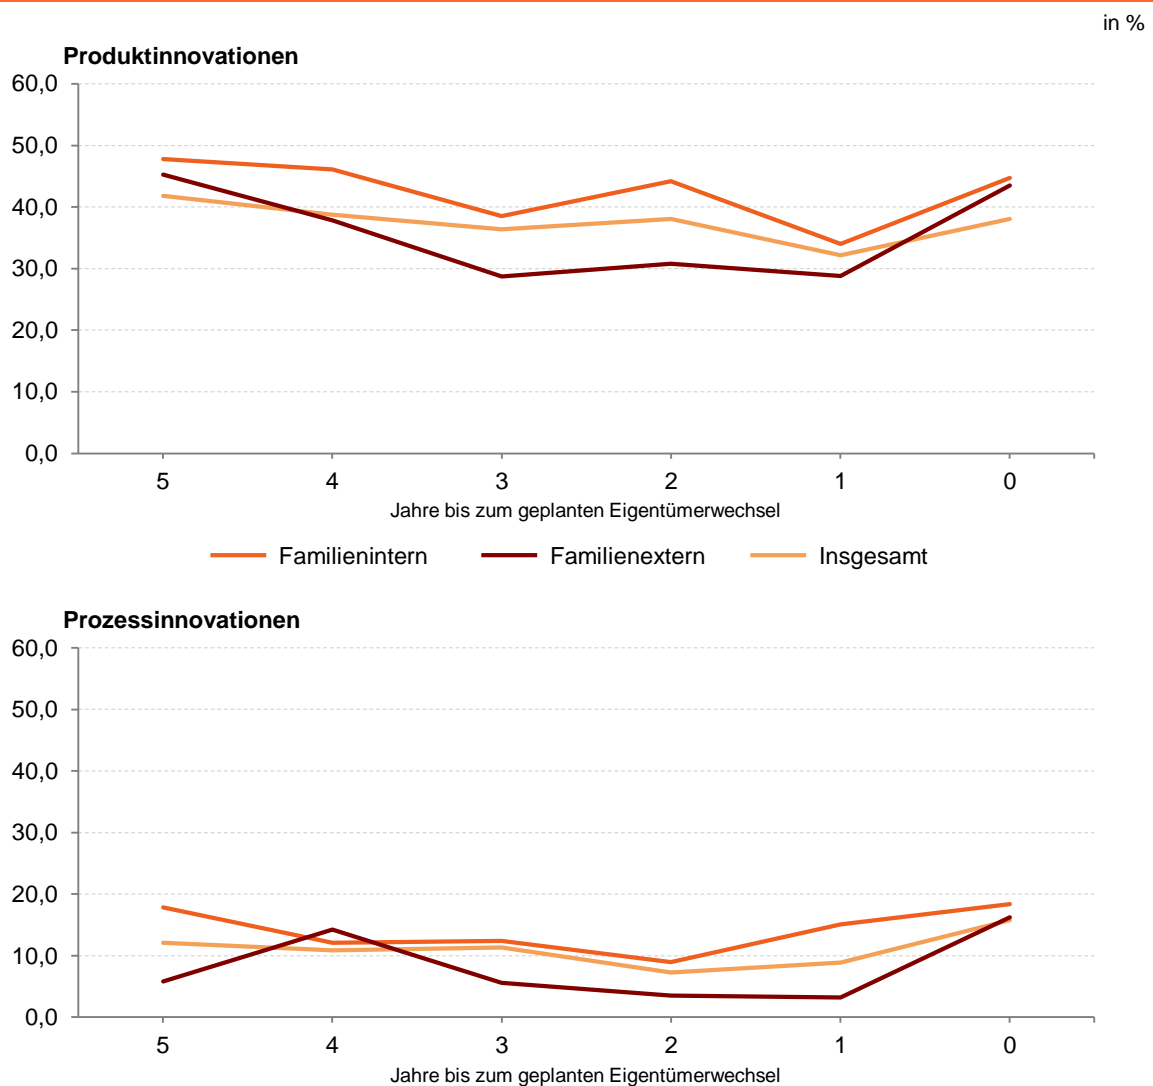 in %
Produktinnovationen
60,0
50,0
40,0
30,0
20,0
10,0
0,0
5 4 3 2 1 0
Jahre bis zum geplanten Eigentümerwechsel
Familienintern Familienextern Insgesamt
Prozessinnovationen
60,0
50,0
40,0
30,0
20,0
10,0
0,0
5 4 3 2 1 0
Jahre bis zum geplanten Eigentümerwechsel